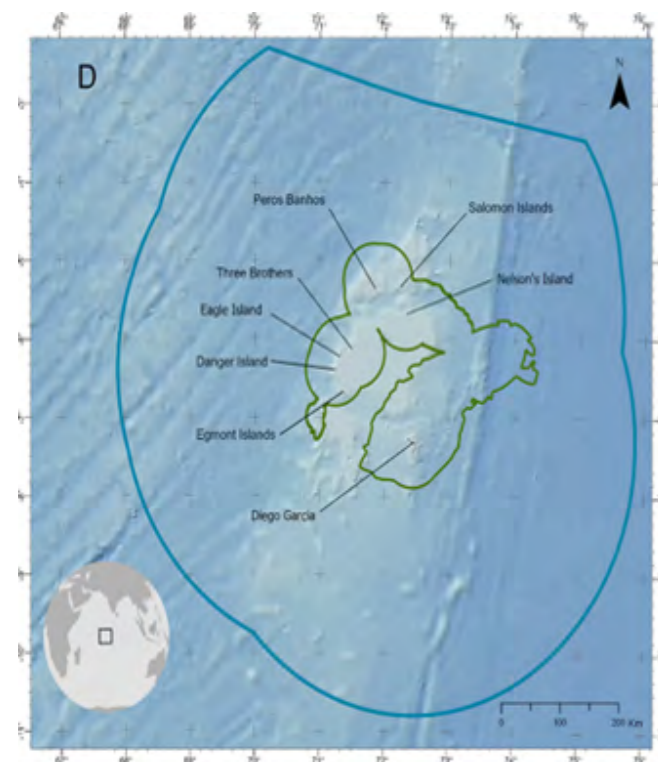 D
N
Peros Banhos
Salomon Islands
Three Brothers
Nelson's Island
Eagle Island
Danger Island
Egmont Islands
Diego Garcia
0 100 200 Km